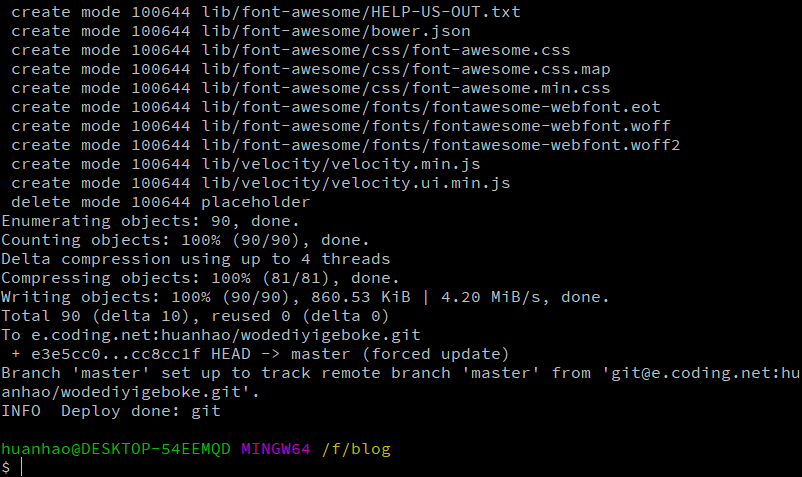 create mode 100644 lib/font-awesome/HELP-US-OUT.txt
create mode 100644 lib/font-awesome/bower.json
create mode 100644 lib/font-awesome/css/font-awesome.css
create mode 100644 lib/font-awesome/css/font-awesome.css.map
create mode 100644 lib/font-awesome/css/font-awesome.min.css
create mode 100644 lib/font-awesome/fonts/fontawesome-webfont.eot
create mode 100644 lib/font-awesome/fonts/fontawesome-webfont.woff
create mode 100644 lib/font-awesome/fonts/fontawesome-webfont.woff2
create mode 100644 lib/velocity/velocity.min.js
create mode 100644 lib/velocity/velocity.ui.min.js
delete mode 100644 placeholder
Enumerating objects: 90, done.
Counting objects: 100% (90/90), done.
Delta compression using up to 4 threads
Compressing objects: 100% (81/81), done.
Writing objects: 100% (90/90), 860.53 KiB | 4.20 MiB/s, done.
Total 90 (delta 10), reused 0 (delta 0)
To e.coding.net:huanhao/wodediyigeboke.git
+ e3e5cc0...cc8cc1f HEAD -> master (forced update)
Branch 'master' set up to track remote branch 'master' from 'git@e.coding.net:hu
anhao/wodediyigeboke.git'.
INFO  Deploy done: git
huanhao@DESKTOP-54EEMQD MINGW64 /f/blog
$